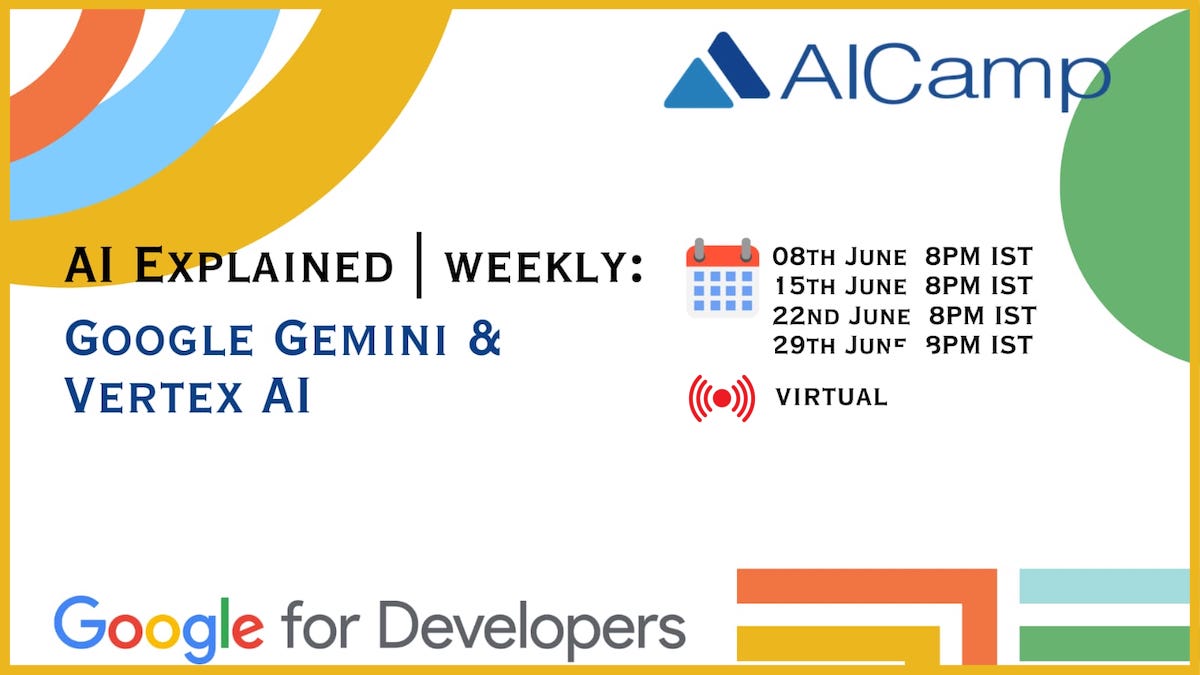 AICamp
AI Explained | weekly:
Google Gemini &
Vertex AI
08th June 8PM IST
15th June 8PM IST
22nd June 8PM IST
29th June 8PM IST
VIRTUAL
Google for Developers